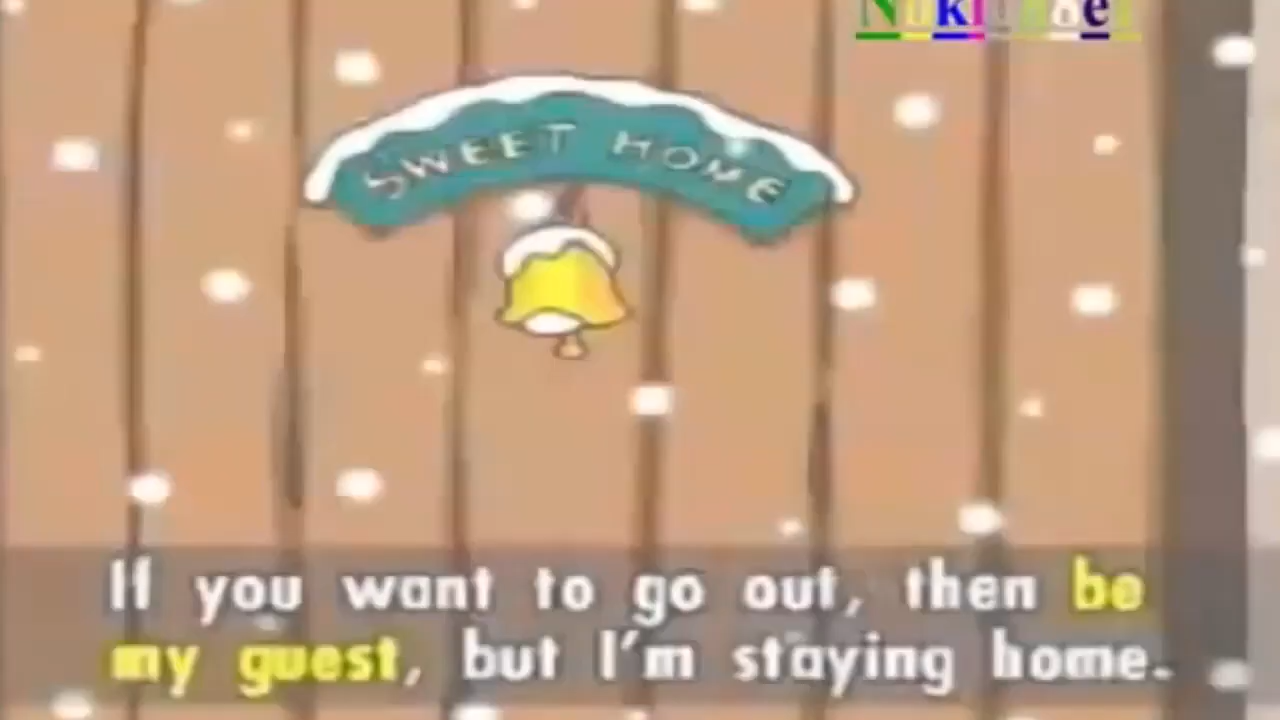 SWEET HOME
If you want to go out, then be
my guest, but I'm staying home.